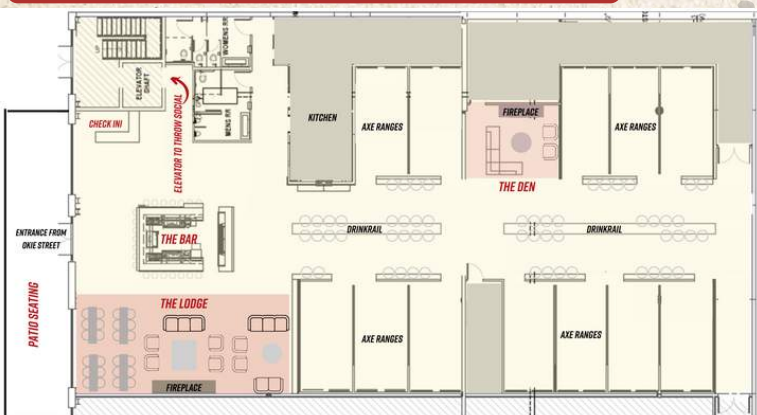 WOMENS RR
ELEVATOR
SHAFT
MENS RR
CHECK IN!
ELEVATOR TO THROW SOCIAL
KITCHEN
AXE RANGES
FIREPLACE
AXE RANGES
THE DEN
ENTRANCE FROM
OKIE STREET
THE BAR
DRINKRAIL
DRINKRAIL
PATIO SEATING
THE LODGE
AXE RANGES
AXE RANGES
FIREPLACE